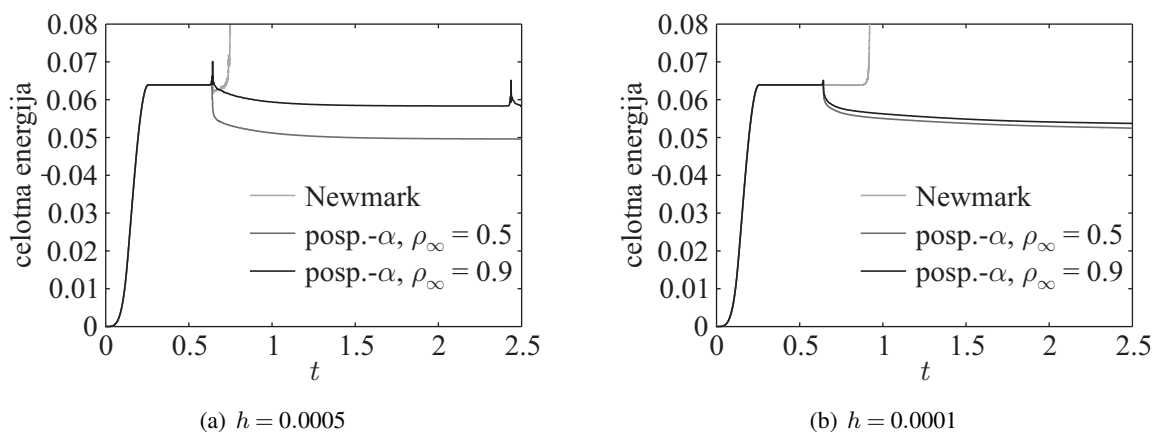 0.08
0.07
0.06
0.05
0.04
0.03
0.02
0.01
0
celotna energija
Newmark
posp.-α, ρ∞ = 0.5
posp.-α, ρ∞ = 0.9
0 0.5 1 1.5 2 2.5
t
(a) h = 0.0005
0.08
0.07
0.06
0.05
0.04
0.03
0.02
0.01
0
celotna energija
Newmark
posp.-α, ρ∞ = 0.5
posp.-α, ρ∞ = 0.9
0 0.5 1 1.5 2 2.5
t
(b) h = 0.0001